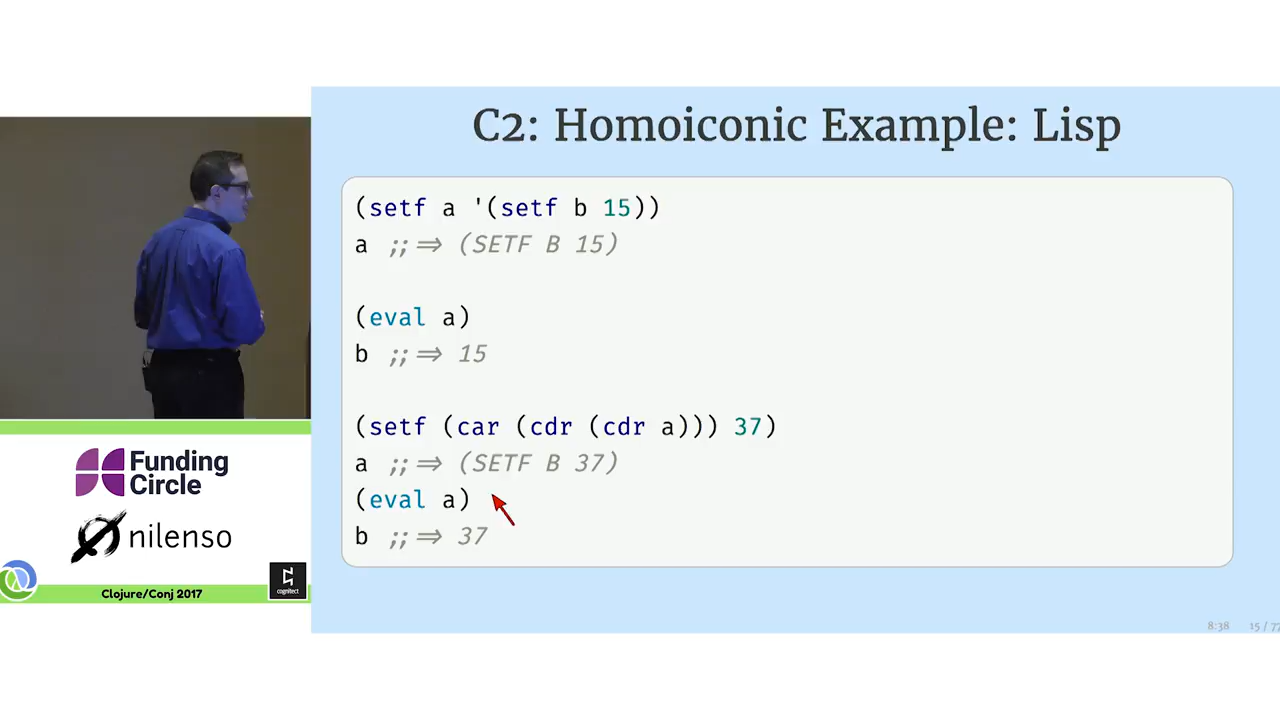 C2: Homoiconic Example: Lisp
(setf a '(setf b 15))
a ;;⇒ (SETF B 15)
(eval a)
b ;;⇒ 15
(setf (car (cdr (cdr a))) 37)
a ;;⇒ (SETF B 37)
(eval a)
b ;;⇒ 37
8:38 15 / 77
Funding
Circle
nilenso
cognitect
Clojure/Conj 2017